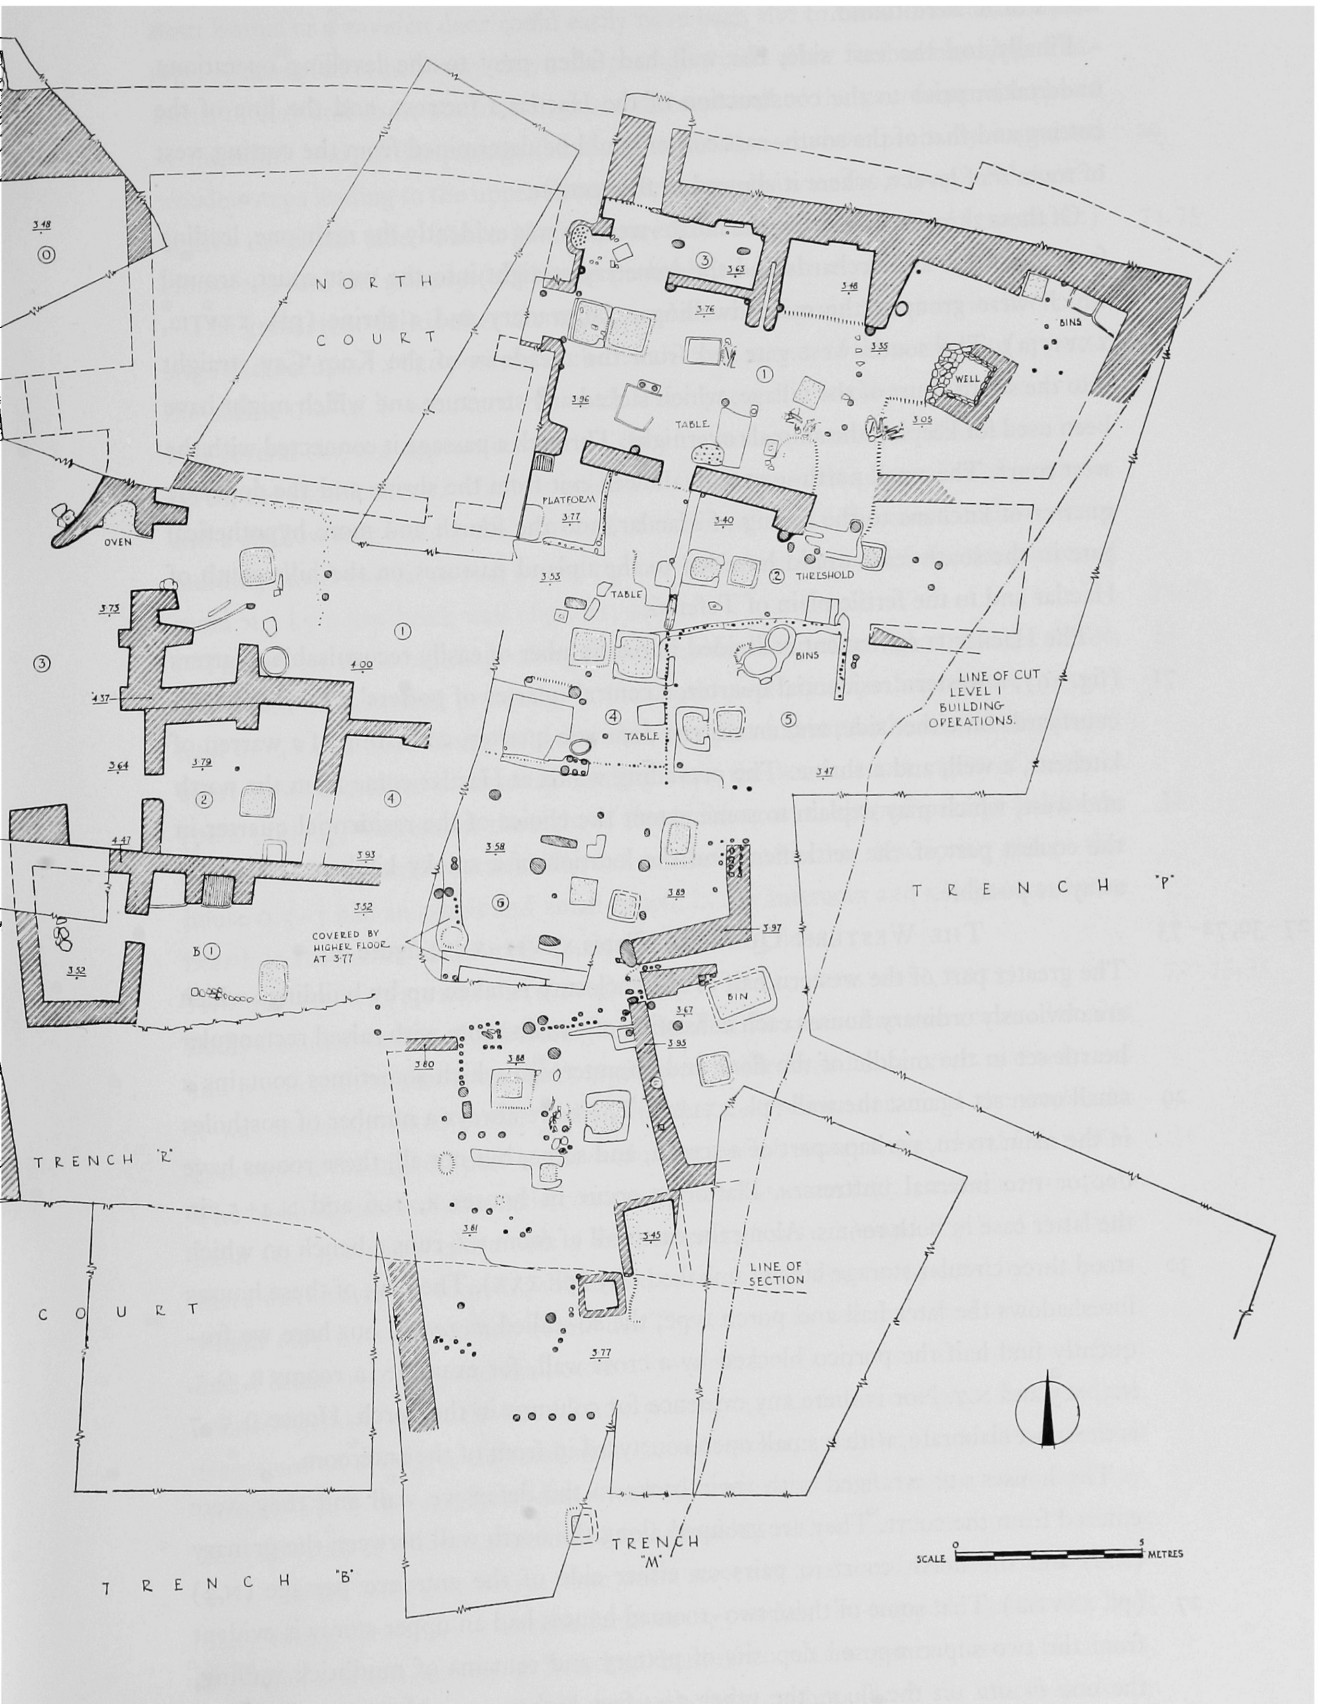 3.48
0
NORTH
COURT
3
3.63
3.48
3.76
BINS
3.55
1
WELL
3.96
TABLE
3.05
PLATFORM
3.77
3.40
OVEN
2
THRESHOLD
3.53
TABLE
3.73
1
3
4.00
BINS
4.37
LINE OF CUT
LEVEL I
BUILDING
OPERATIONS.
4
TABLE
5
3.64
3.79
2
4
3.47
4.47
3.93
3.58
3.89
TRENCH "P"
3.52
6
3.97
COVERED BY
HIGHER FLOOR
AT 3.77
B 1
3.52
BIN
3.67
3.95
3.80
3.88
TRENCH "R"
3.81
3.45
LINE OF
SECTION
COURT
3.77
TRENCH
"M"
0
5
SCALE
METRES
TRENCH "B"